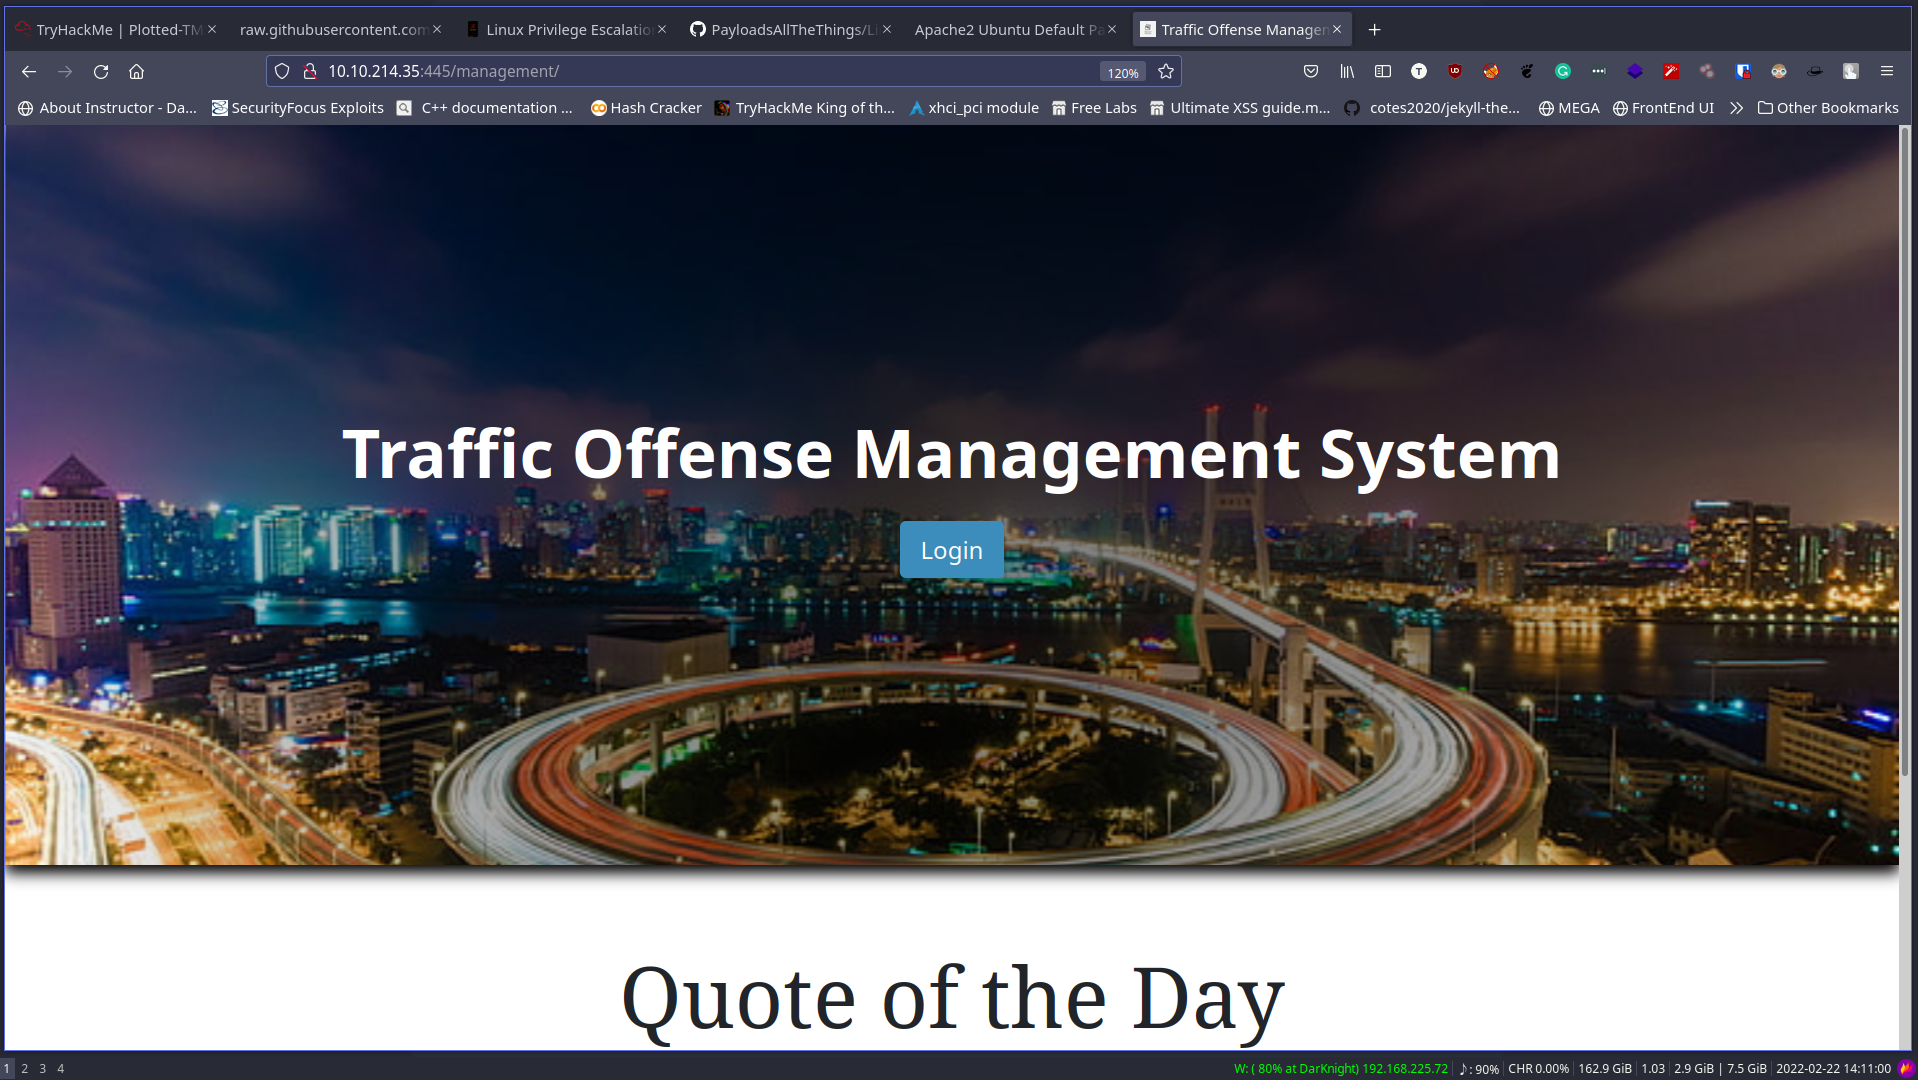 TryHackMe | Plotted-TM
raw.githubusercontent.com
Linux Privilege Escalation
PayloadsAllTheThings/Li
Apache2 Ubuntu Default Pa
Traffic Offense Managem
10.10.214.35:445/management/
120%
About Instructor - Da...
SecurityFocus Exploits
C++ documentation ...
Hash Cracker
TryHackMe King of th...
xhci_pci module
Free Labs
Ultimate XSS guide.m...
cotes2020/jekyll-the...
MEGA
FrontEnd UI
Other Bookmarks
Traffic Offense Management System
Login
Quote of the Day
1 2 3 4
W: ( 80% at DarKnight) 192.168.225.72 ♪: 90% CHR 0.00% 162.9 GiB 1.03 2.9 GiB | 7.5 GiB 2022-02-22 14:11:00